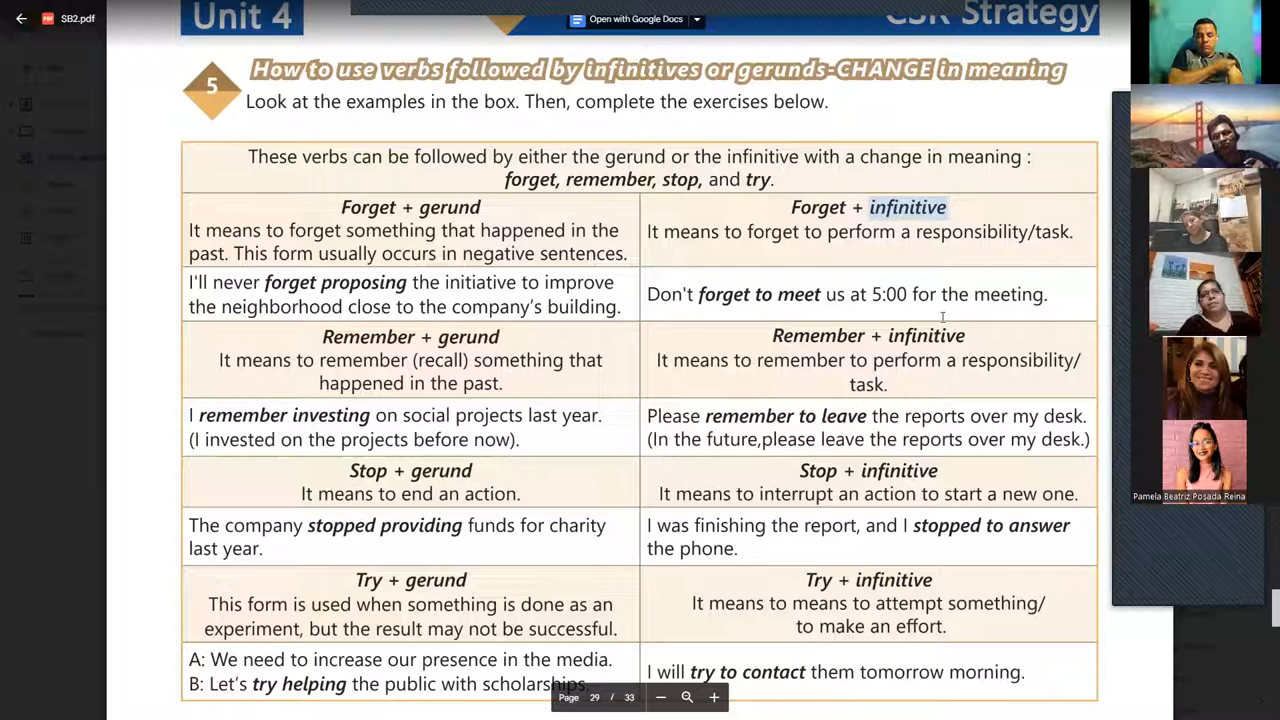 SB2.pdf
Open with Google Docs
Unit 4
CSR Strategy
5
How to use verbs followed by infinitives or gerunds-CHANGE in meaning
Look at the examples in the box. Then, complete the exercises below.
These verbs can be followed by either the gerund or the infinitive with a change in meaning :
forget, remember, stop, and try.
Forget + gerund
It means to forget something that happened in the
past. This form usually occurs in negative sentences.
Forget + infinitive
It means to forget to perform a responsibility/task.
I'll never forget proposing the initiative to improve
the neighborhood close to the company's building.
Don't forget to meet us at 5:00 for the meeting.
Remember + gerund
It means to remember (recall) something that
happened in the past.
Remember + infinitive
It means to remember to perform a responsibility/
task.
I remember investing on social projects last year.
(I invested on the projects before now).
Please remember to leave the reports over my desk.
(In the future,please leave the reports over my desk.)
Stop + gerund
It means to end an action.
Stop + infinitive
It means to interrupt an action to start a new one.
The company stopped providing funds for charity
last year.
I was finishing the report, and I stopped to answer
the phone.
Try + gerund
This form is used when something is done as an
experiment, but the result may not be successful.
Try + infinitive
It means to means to attempt something/
to make an effort.
A: We need to increase our presence in the media.
B: Let's try helping the public with scholarships.
I will try to contact them tomorrow morning.
Page 29 / 33
Pamela Beatriz Posada Reina